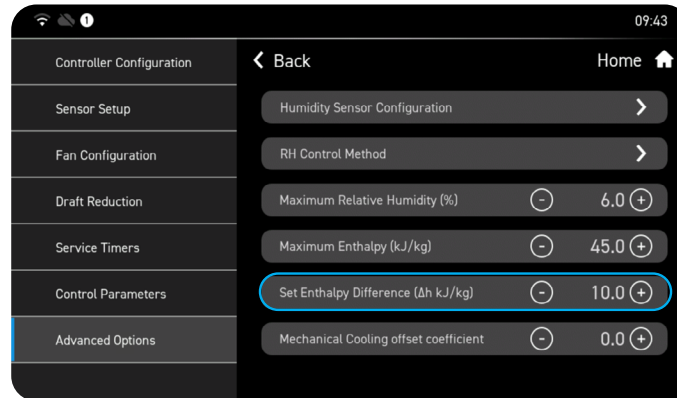 1 09:43
Controller Configuration
Sensor Setup
Fan Configuration
Draft Reduction
Service Timers
Control Parameters
Advanced Options
Back Home
Humidity Sensor Configuration
RH Control Method
Maximum Relative Humidity (%) - 6.0 +
Maximum Enthalpy (kJ/kg) - 45.0 +
Set Enthalpy Difference (Δh kJ/kg) - 10.0 +
Mechanical Cooling offset coefficient - 0.0 +